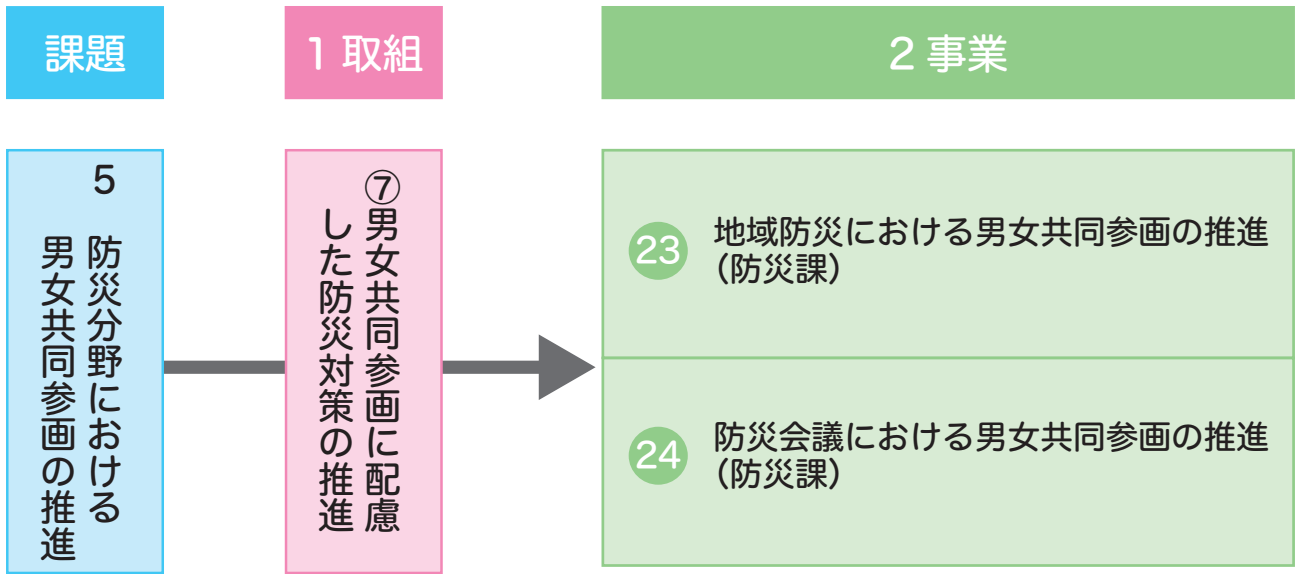 課題
1 取組
2 事業
5 防災分野における
男女共同参画の推進
⑦男女共同参画に配慮
した防災対策の推進
23 地域防災における男女共同参画の推進
(防災課)
24 防災会議における男女共同参画の推進
(防災課)